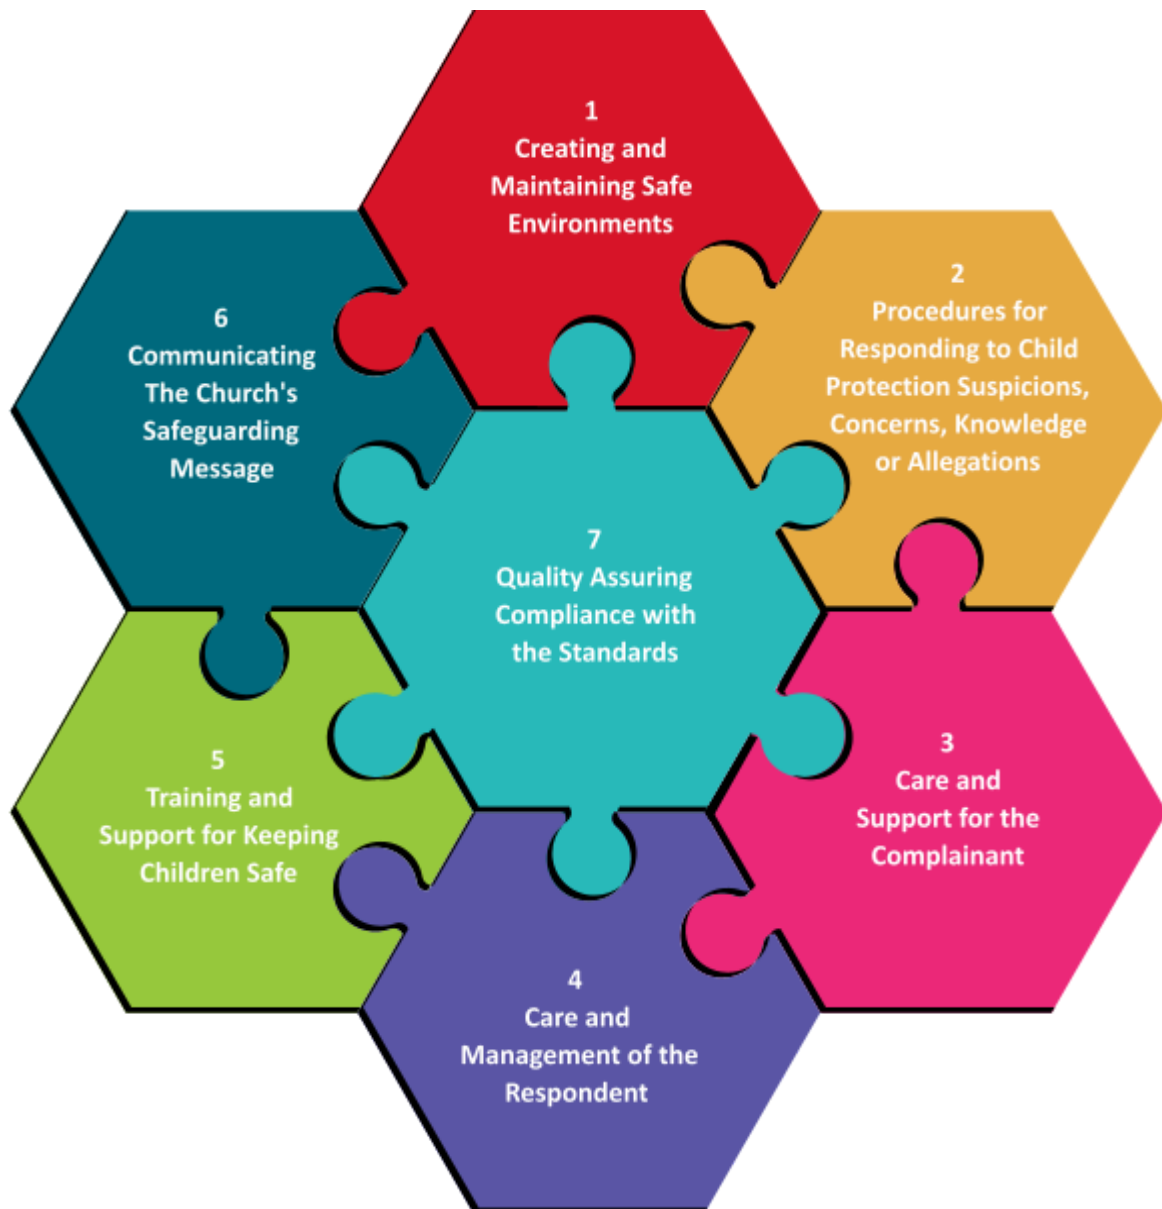 1
Creating and
Maintaining Safe
Environments
2
Procedures for
Responding to Child
Protection Suspicions,
Concerns, Knowledge
or Allegations
3
Care and
Support for the
Complainant
4
Care and
Management of the
Respondent
5
Training and
Support for Keeping
Children Safe
6
Communicating
The Church's
Safeguarding
Message
7
Quality Assuring
Compliance with
the Standards